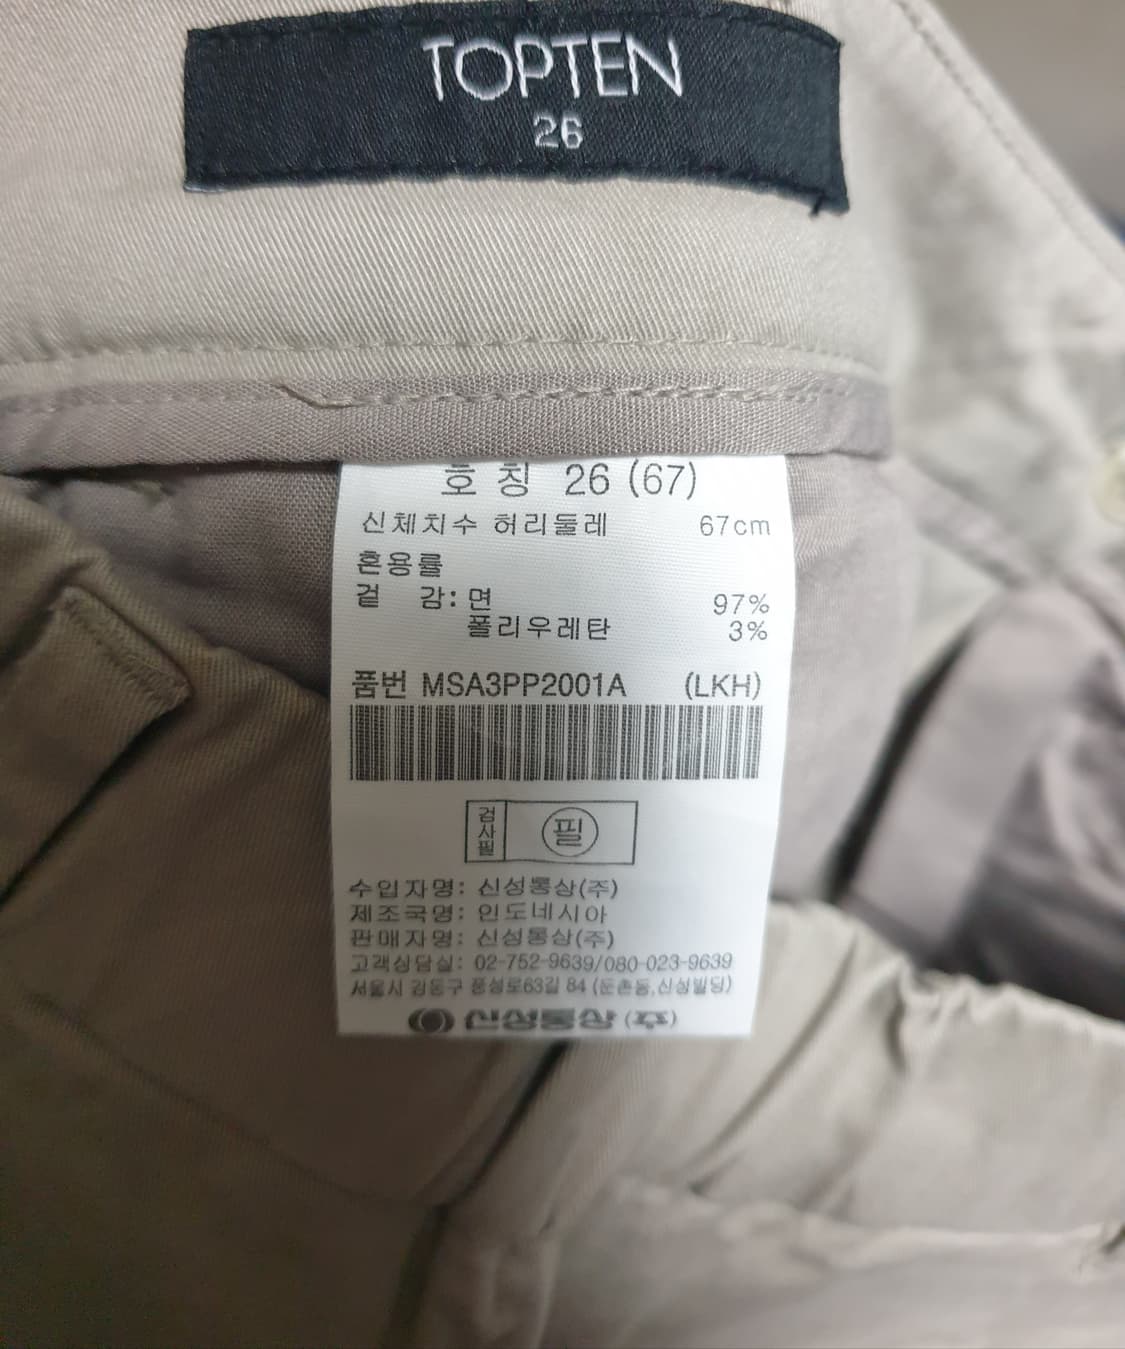 TOPTEN
26
호 칭 26 (67)
신체치수 허리둘레 67cm
혼용률
겉 감: 면 97%
폴리우레탄 3%
품번 MSA3PP2001A (LKH)
검사필 필
수입자명: 신성통상(주)
제조국명: 인도네시아
판매자명: 신성통상(주)
고객상담실: 02-752-9639/080-023-9639
서울시 강동구 풍성로63길 84 (둔촌동,신성빌딩)
신성통상(주)